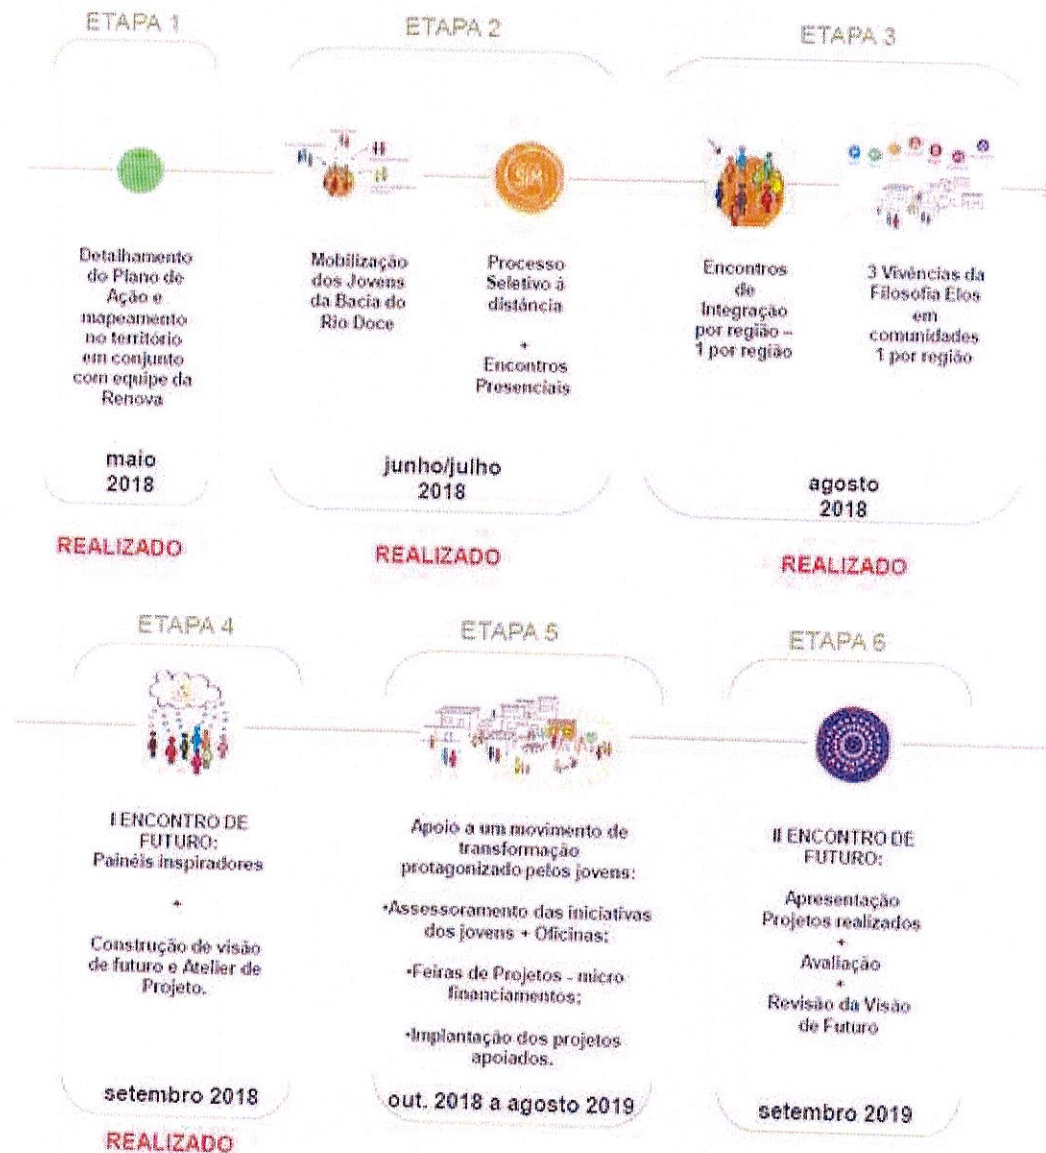 ETAPA 1
Detalhamento
do Plano de
Ação e
mapeamento
no território
em conjunto
com equipe da
Renova
maio
2018
REALIZADO
ETAPA 2
Mobilização
dos Jovens
da Bacia do
Rio Doce
SIM
Processo
Seletivo à
distância
+
Encontros
Presenciais
junho/julho
2018
REALIZADO
ETAPA 3
Encontros
de
Integração
por região –
1 por região
3 Vivências da
Filosofia Elos
em
comunidades
1 por região
agosto
2018
REALIZADO
ETAPA 4
I ENCONTRO DE
FUTURO:
Painéis inspiradores
+
Construção de visão
de futuro e Atelier de
Projeto.
setembro 2018
REALIZADO
ETAPA 5
Apoio a um movimento de
transformação
protagonizado pelos jovens:
•Assessoramento das iniciativas
dos jovens + Oficinas;
•Feiras de Projetos - micro
financiamentos;
•Implantação dos projetos
apoiados.
out. 2018 a agosto 2019
ETAPA 6
II ENCONTRO DE
FUTURO:
Apresentação
Projetos realizados
+
Avaliação
+
Revisão da Visão
de Futuro
setembro 2019